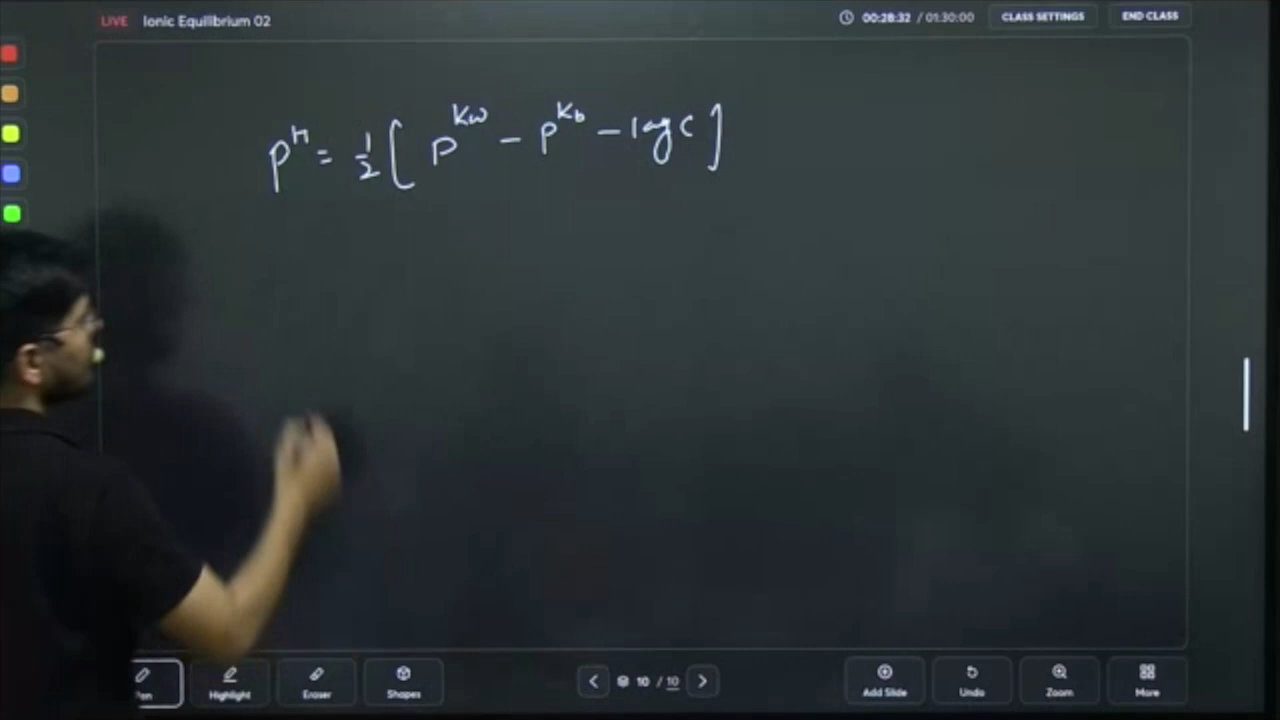 LIVE Ionic Equilibrium 02 00:28:32 / 01:30:00 CLASS SETTINGS END CLASS
pH = 1/2 [ pKw - pKb - log C ]
Pen Highlight Eraser Shapes 10 / 10 Add Slide Undo Zoom More